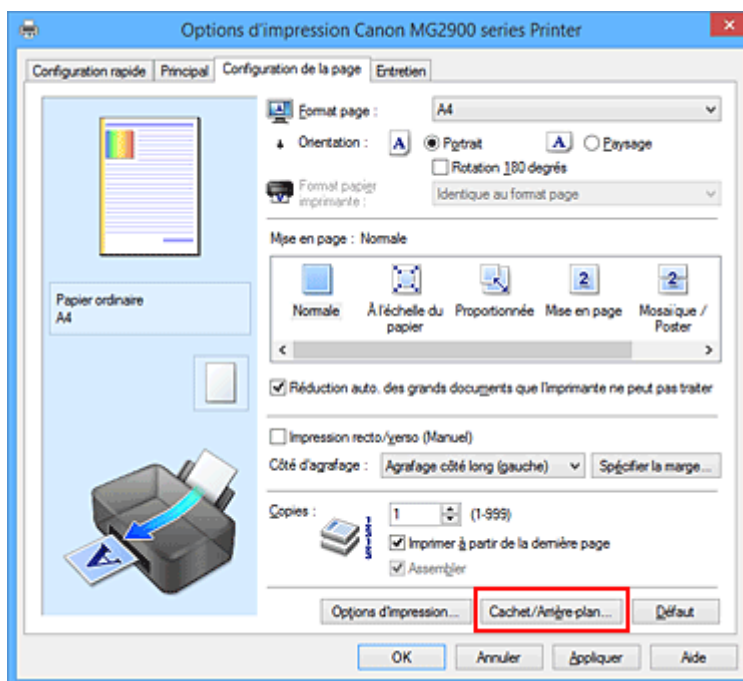 Options d'impression Canon MG2900 series Printer
Configuration rapide Principal Configuration de la page Entretien
Format page : A4
Orientation : A Portrait A Paysage
Rotation 180 degrés
Format papier
imprimante :
Identique au format page
Mise en page : Normale
2 2
Normale À l'échelle du Proportionnée Mise en page Mosaïque /
papier Poster
Papier ordinaire
A4
Réduction auto. des grands documents que l'imprimante ne peut pas traiter
Impression recto/verso (Manuel)
Côté d'agrafage : Agrafage côté long (gauche) Spécifier la marge...
Copies : 1 (1-999)
Imprimer à partir de la dernière page
Assembler
A
Options d'impression... Cachet/Arrière-plan... Défaut
OK Annuler Appliquer Aide